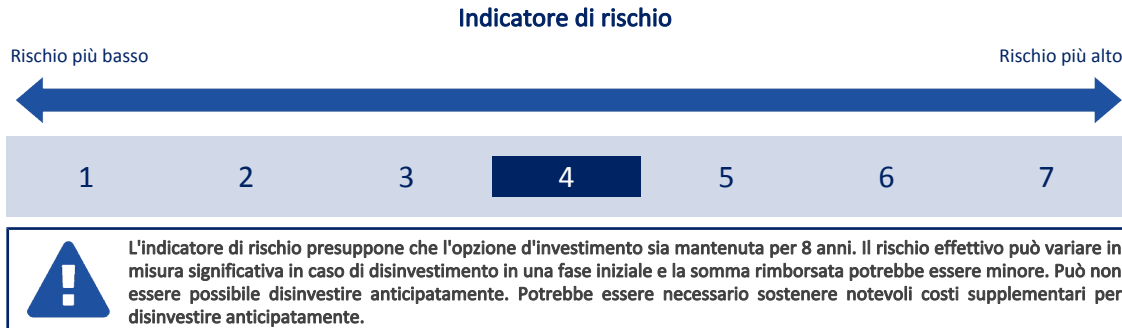 Indicatore di rischio
Rischio più basso
Rischio più alto
1 2 3 4 5 6 7
L'indicatore di rischio presuppone che l'opzione d'investimento sia mantenuta per 8 anni. Il rischio effettivo può variare in
misura significativa in caso di disinvestimento in una fase iniziale e la somma rimborsata potrebbe essere minore. Può non
essere possibile disinvestire anticipatamente. Potrebbe essere necessario sostenere notevoli costi supplementari per
disinvestire anticipatamente.